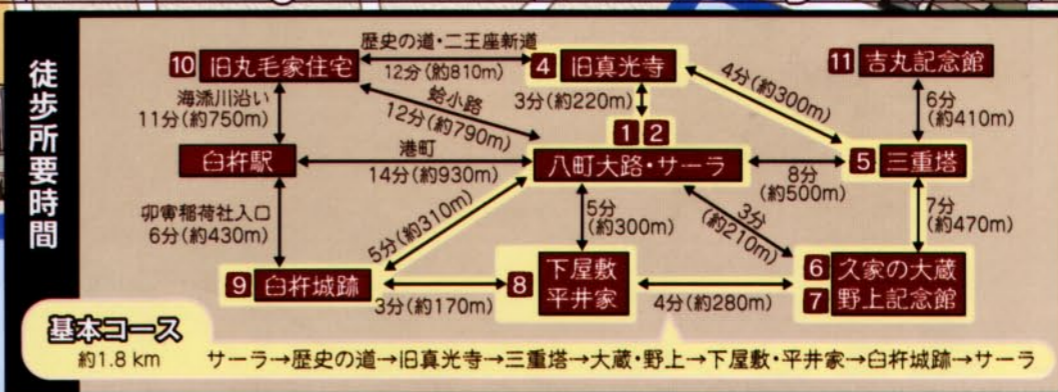 徒歩所要時間
10 旧丸毛家住宅
歴史の道・二王座新道
12分(約810m)
4 旧真光寺
4分(約300m)
11 吉丸記念館
海添川沿い
11分(約750m)
蛤小路
12分(約790m)
3分(約220m)
6分
(約410m)
1 2
臼杵駅
港町
14分(約930m)
八町大路・サーラ
8分
(約500m)
5 三重塔
卯寅稲荷社入口
6分(約430m)
5分(約310m)
5分
(約300m)
3分
(約210m)
7分
(約470m)
9 臼杵城跡
3分(約170m)
8 下屋敷
平井家
4分(約280m)
6 久家の大蔵
7 野上記念館
基本コース
約1.8 km
サーラ→歴史の道→旧真光寺→三重塔→大蔵・野上→下屋敷・平井家→臼杵城跡→サーラ